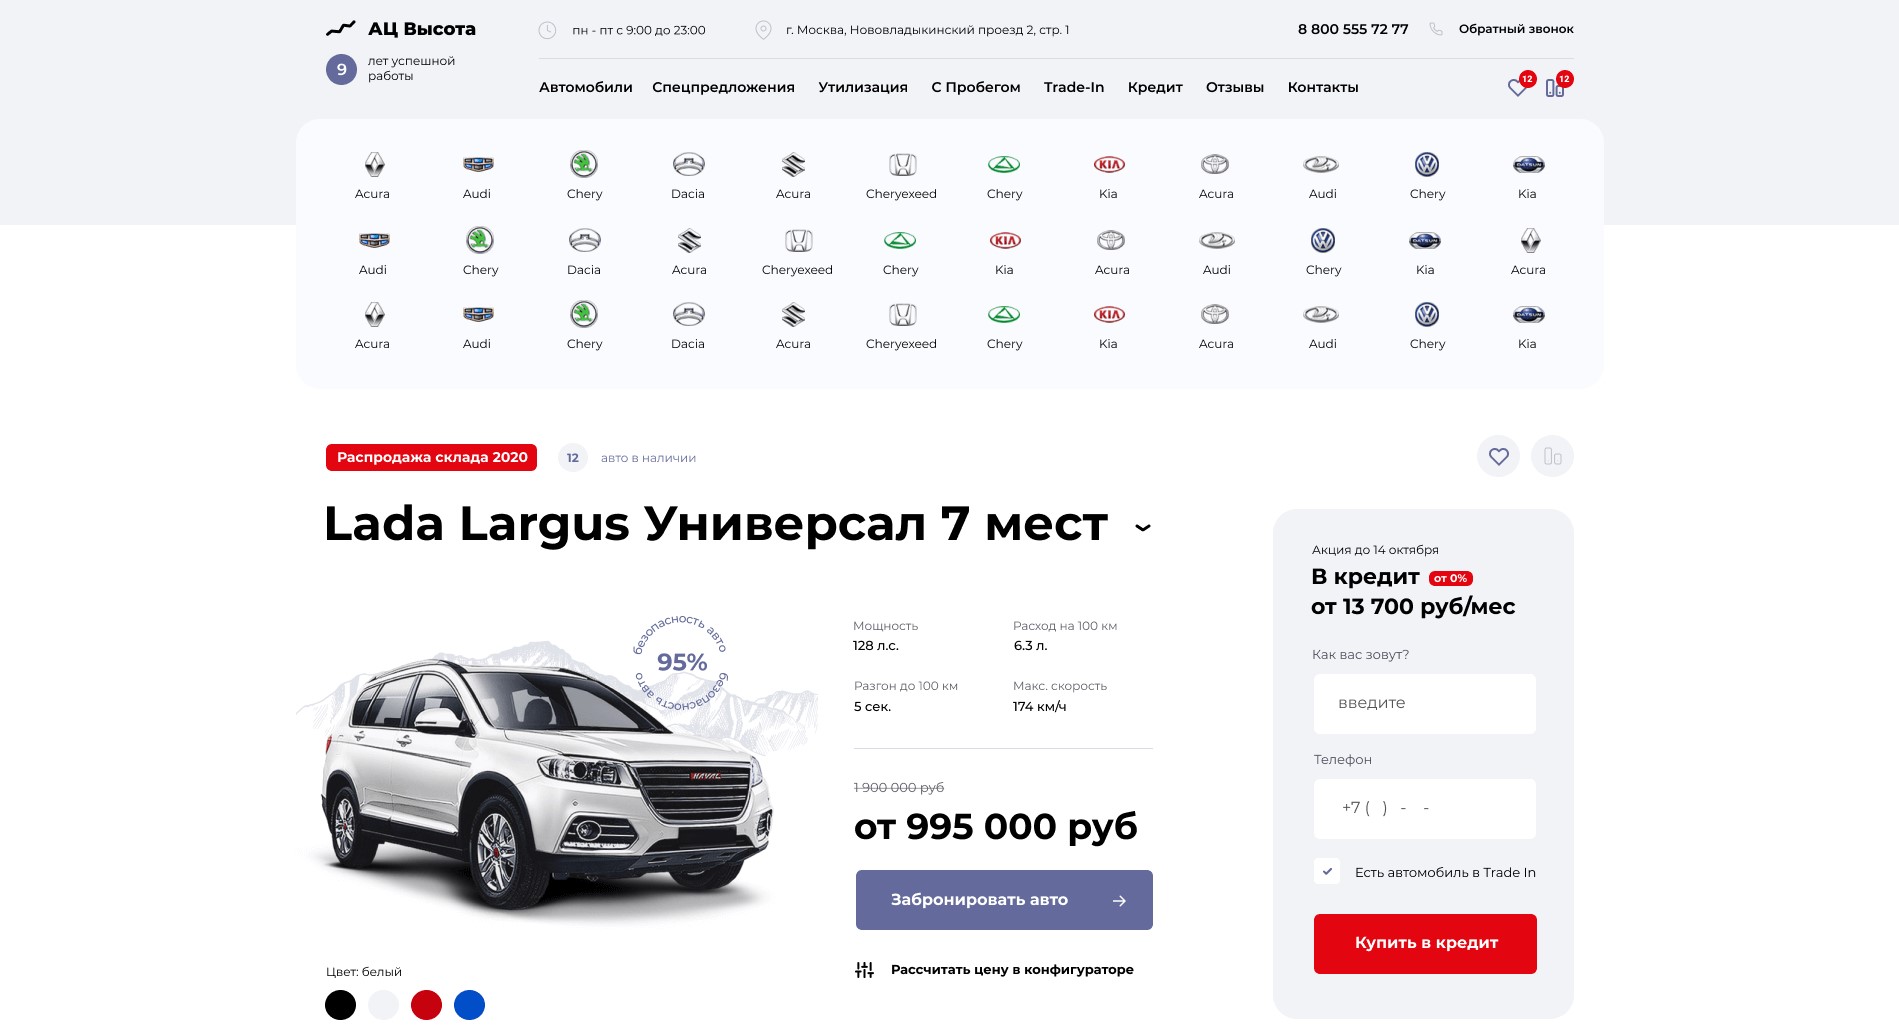 АЦ Высота
пн - пт с 9:00 до 23:00
г. Москва, Нововладыкинский проезд 2, стр. 1
8 800 555 72 77
Обратный звонок
9
лет успешной
работы
Автомобили Спецпредложения Утилизация С Пробегом Trade-In Кредит Отзывы Контакты
12 12
DATSUN
KIA
Acura Audi Chery Dacia Acura Cheryexeed Chery Kia Acura Audi Chery Kia
KIA
DATSUN
Audi Chery Dacia Acura Cheryexeed Chery Kia Acura Audi Chery Kia Acura
KIA
DATSUN
Acura Audi Chery Dacia Acura Cheryexeed Chery Kia Acura Audi Chery Kia
Распродажа склада 2020
12
авто в наличии
Lada Largus Универсал 7 мест
безопасность авто
95%
безопасность авто
HAVAL
Цвет: белый
Мощность
128 л.с.
Расход на 100 км
6.3 л.
Разгон до 100 км
5 сек.
Макс. скорость
174 км/ч
1 900 000 руб
от 995 000 руб
Забронировать авто
Рассчитать цену в конфигураторе
Акция до 14 октября
В кредит от 0%
от 13 700 руб/мес
Как вас зовут?
введите
Телефон
+7 ( ) - -
Есть автомобиль в Trade In
Купить в кредит